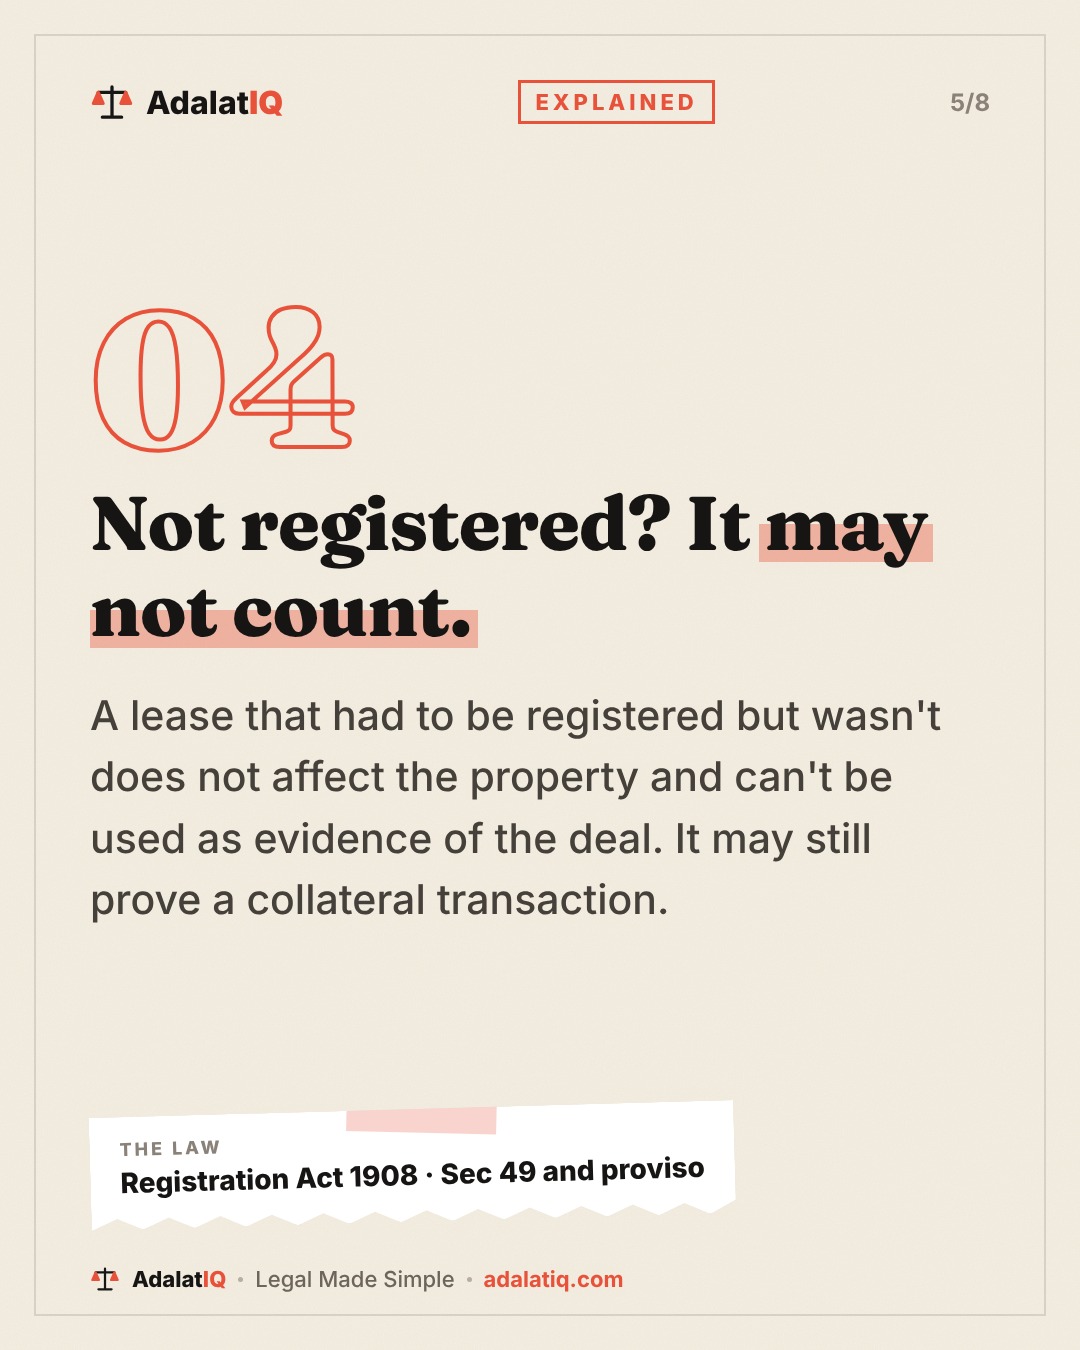 AdalatIQ
EXPLAINED
5/8
04
Not registered? It may
not count.
A lease that had to be registered but wasn't
does not affect the property and can't be
used as evidence of the deal. It may still
prove a collateral transaction.
THE LAW
Registration Act 1908 · Sec 49 and proviso
AdalatIQ • Legal Made Simple • adalatiq.com